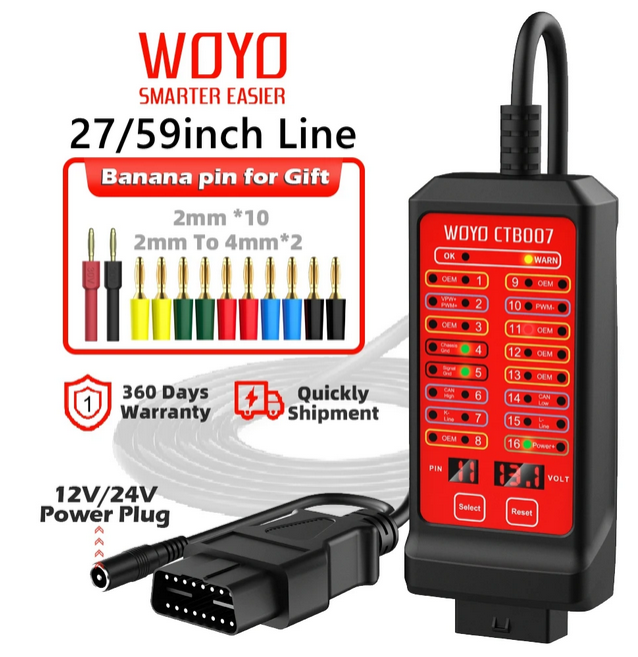 WOYO
SMARTER EASIER
27/59inch Line
Banana pin for Gift
2mm *10
2mm To 4mm*2
360 Days
Warranty
Quickly
Shipment
12V/24V
Power Plug
WOYO CTB007
OK
WARN
OEM 1
9 OEM
VPW+
PWM+ 2
10 PWM-
OEM 3
11 OEM
Chassis
Gnd 4
12 OEM
Signal
Gnd 5
13 OEM
CAN
High 6
14 CAN
Low
K-
Line 7
15 L-
Line
OEM 8
16 Power+
PIN 11 13.1 VOLT
Select
Reset
1